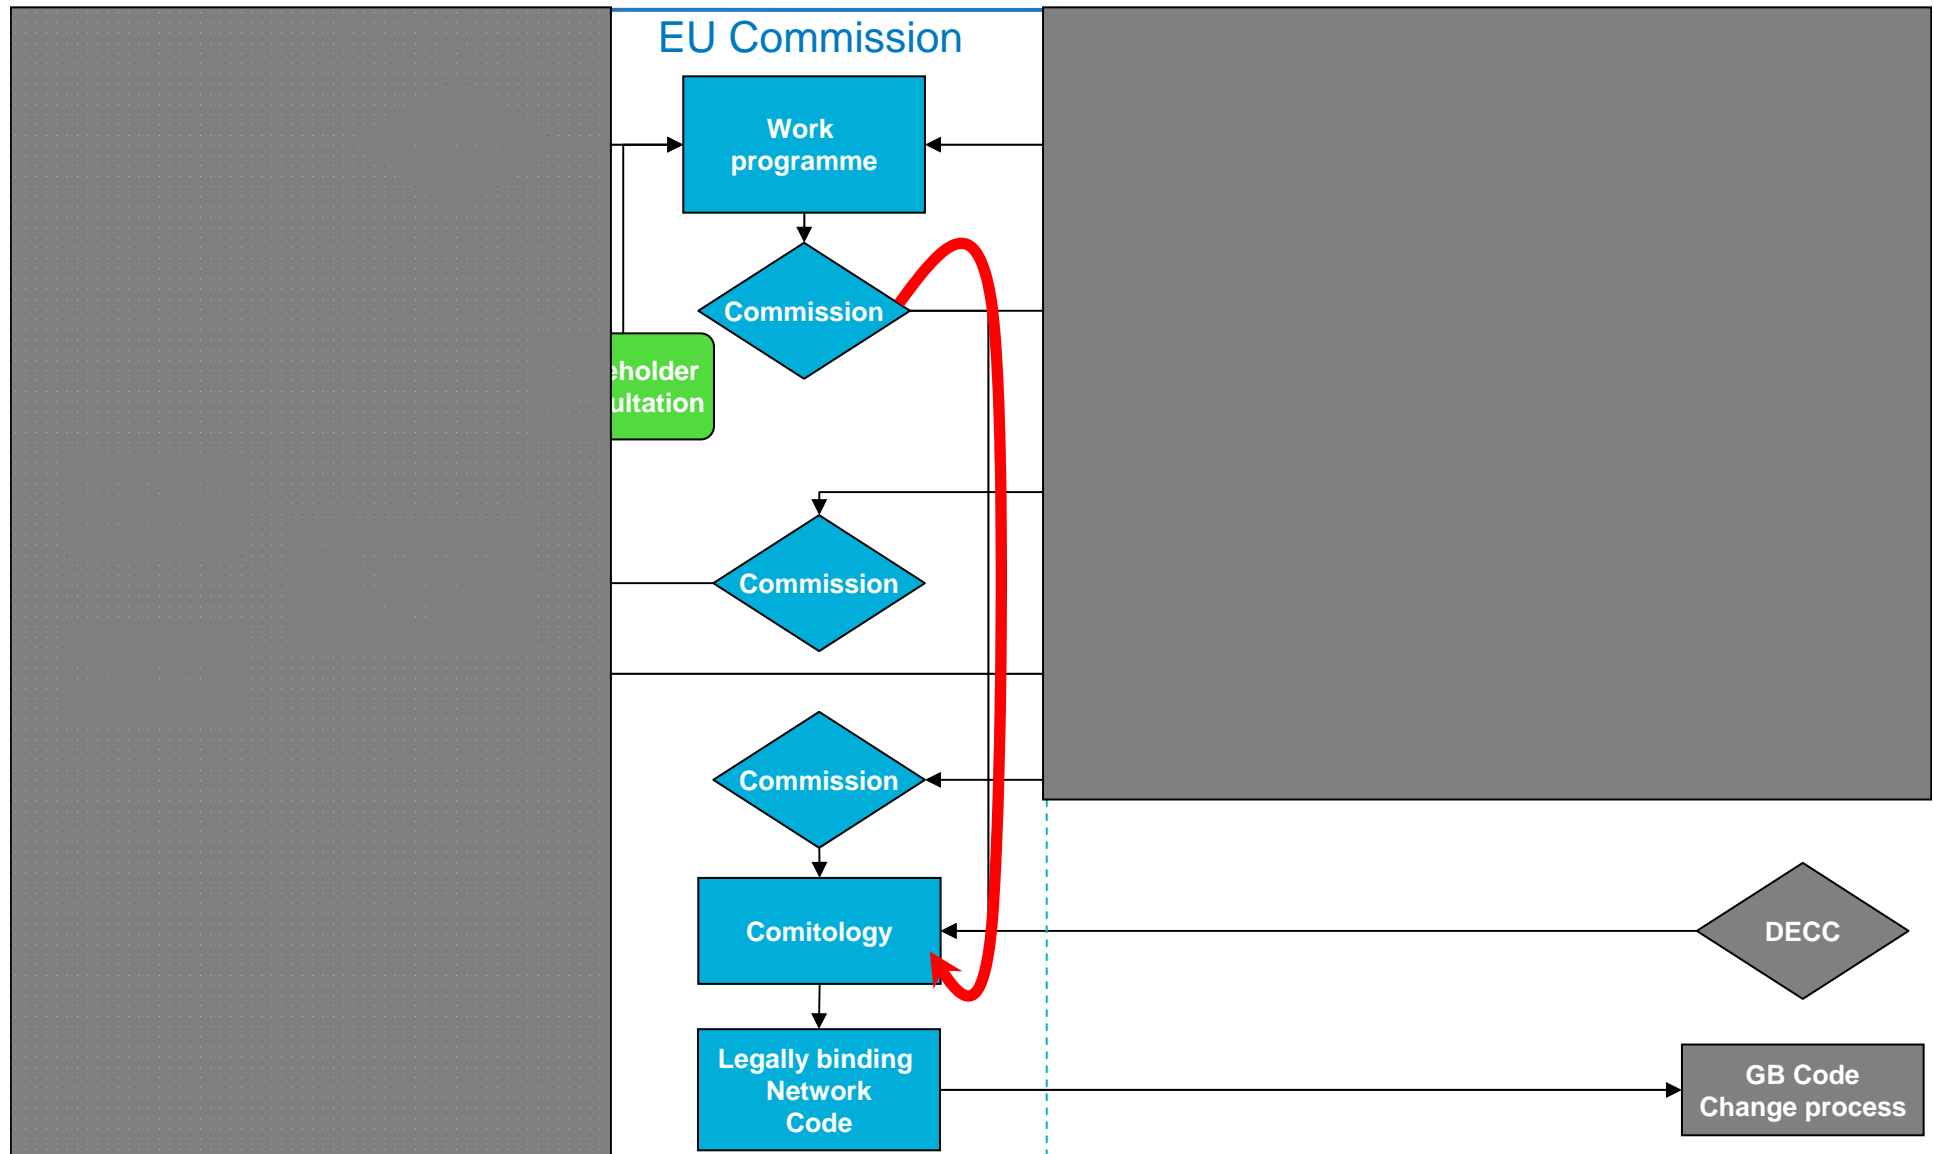 EU Commission
Work
programme
Commission
eholder
ultation
Commission
Commission
Comitology
DECC
Legally binding
Network
Code
GB Code
Change process